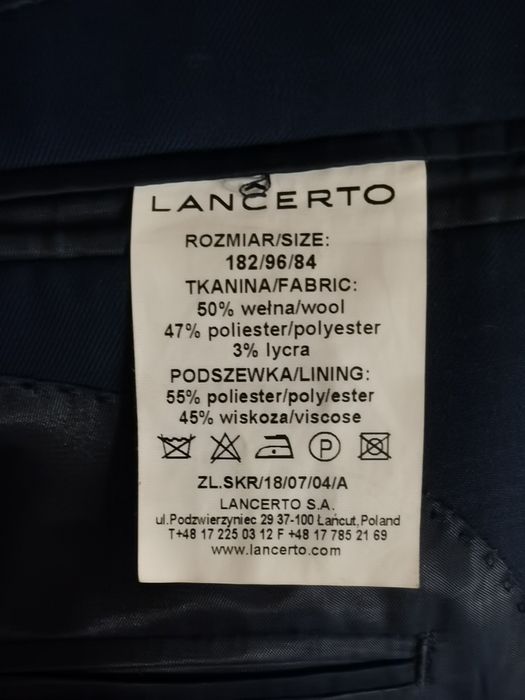 LANCERTO
ROZMIAR/SIZE:
182/96/84
TKANINA/FABRIC:
50% wełna/wool
47% poliester/polyester
3% lycra
PODSZEWKA/LINING:
55% poliester/poly/ester
45% wiskoza/viscose
P
ZL.SKR/18/07/04/A
LANCERTO S.A.
ul.Podzwierzyniec 29 37-100 Łańcut,Poland
T+48 17 225 03 12 F +48 17 785 21 69
www.lancerto.com